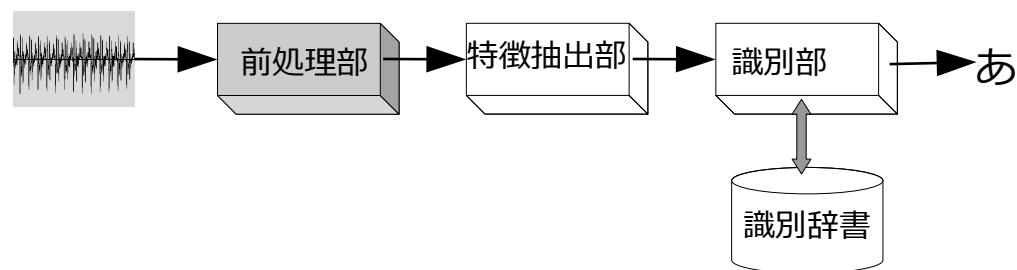 前処理部
特徴抽出部
識別部
あ
識別辞書